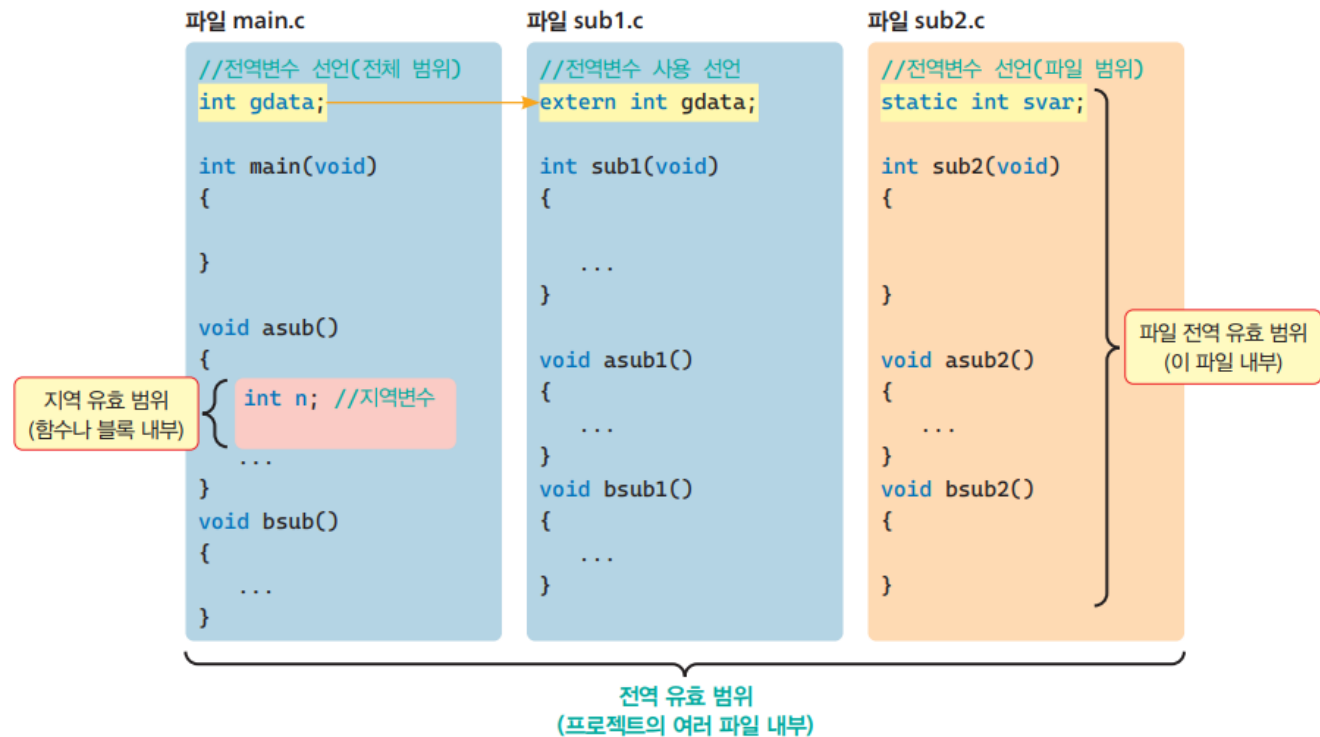 파일 main.c
//전역변수 선언(전체 범위)
int gdata;
int main(void)
{
}
void asub()
{
int n; //지역변수
...
}
void bsub()
{
...
}
지역 유효 범위
(함수나 블록 내부)
파일 sub1.c
//전역변수 사용 선언
extern int gdata;
int sub1(void)
{
...
}
void asub1()
{
...
}
void bsub1()
{
...
}
파일 sub2.c
//전역변수 선언(파일 범위)
static int svar;
int sub2(void)
{
}
void asub2()
{
...
}
void bsub2()
{
}
파일 전역 유효 범위
(이 파일 내부)
전역 유효 범위
(프로젝트의 여러 파일 내부)